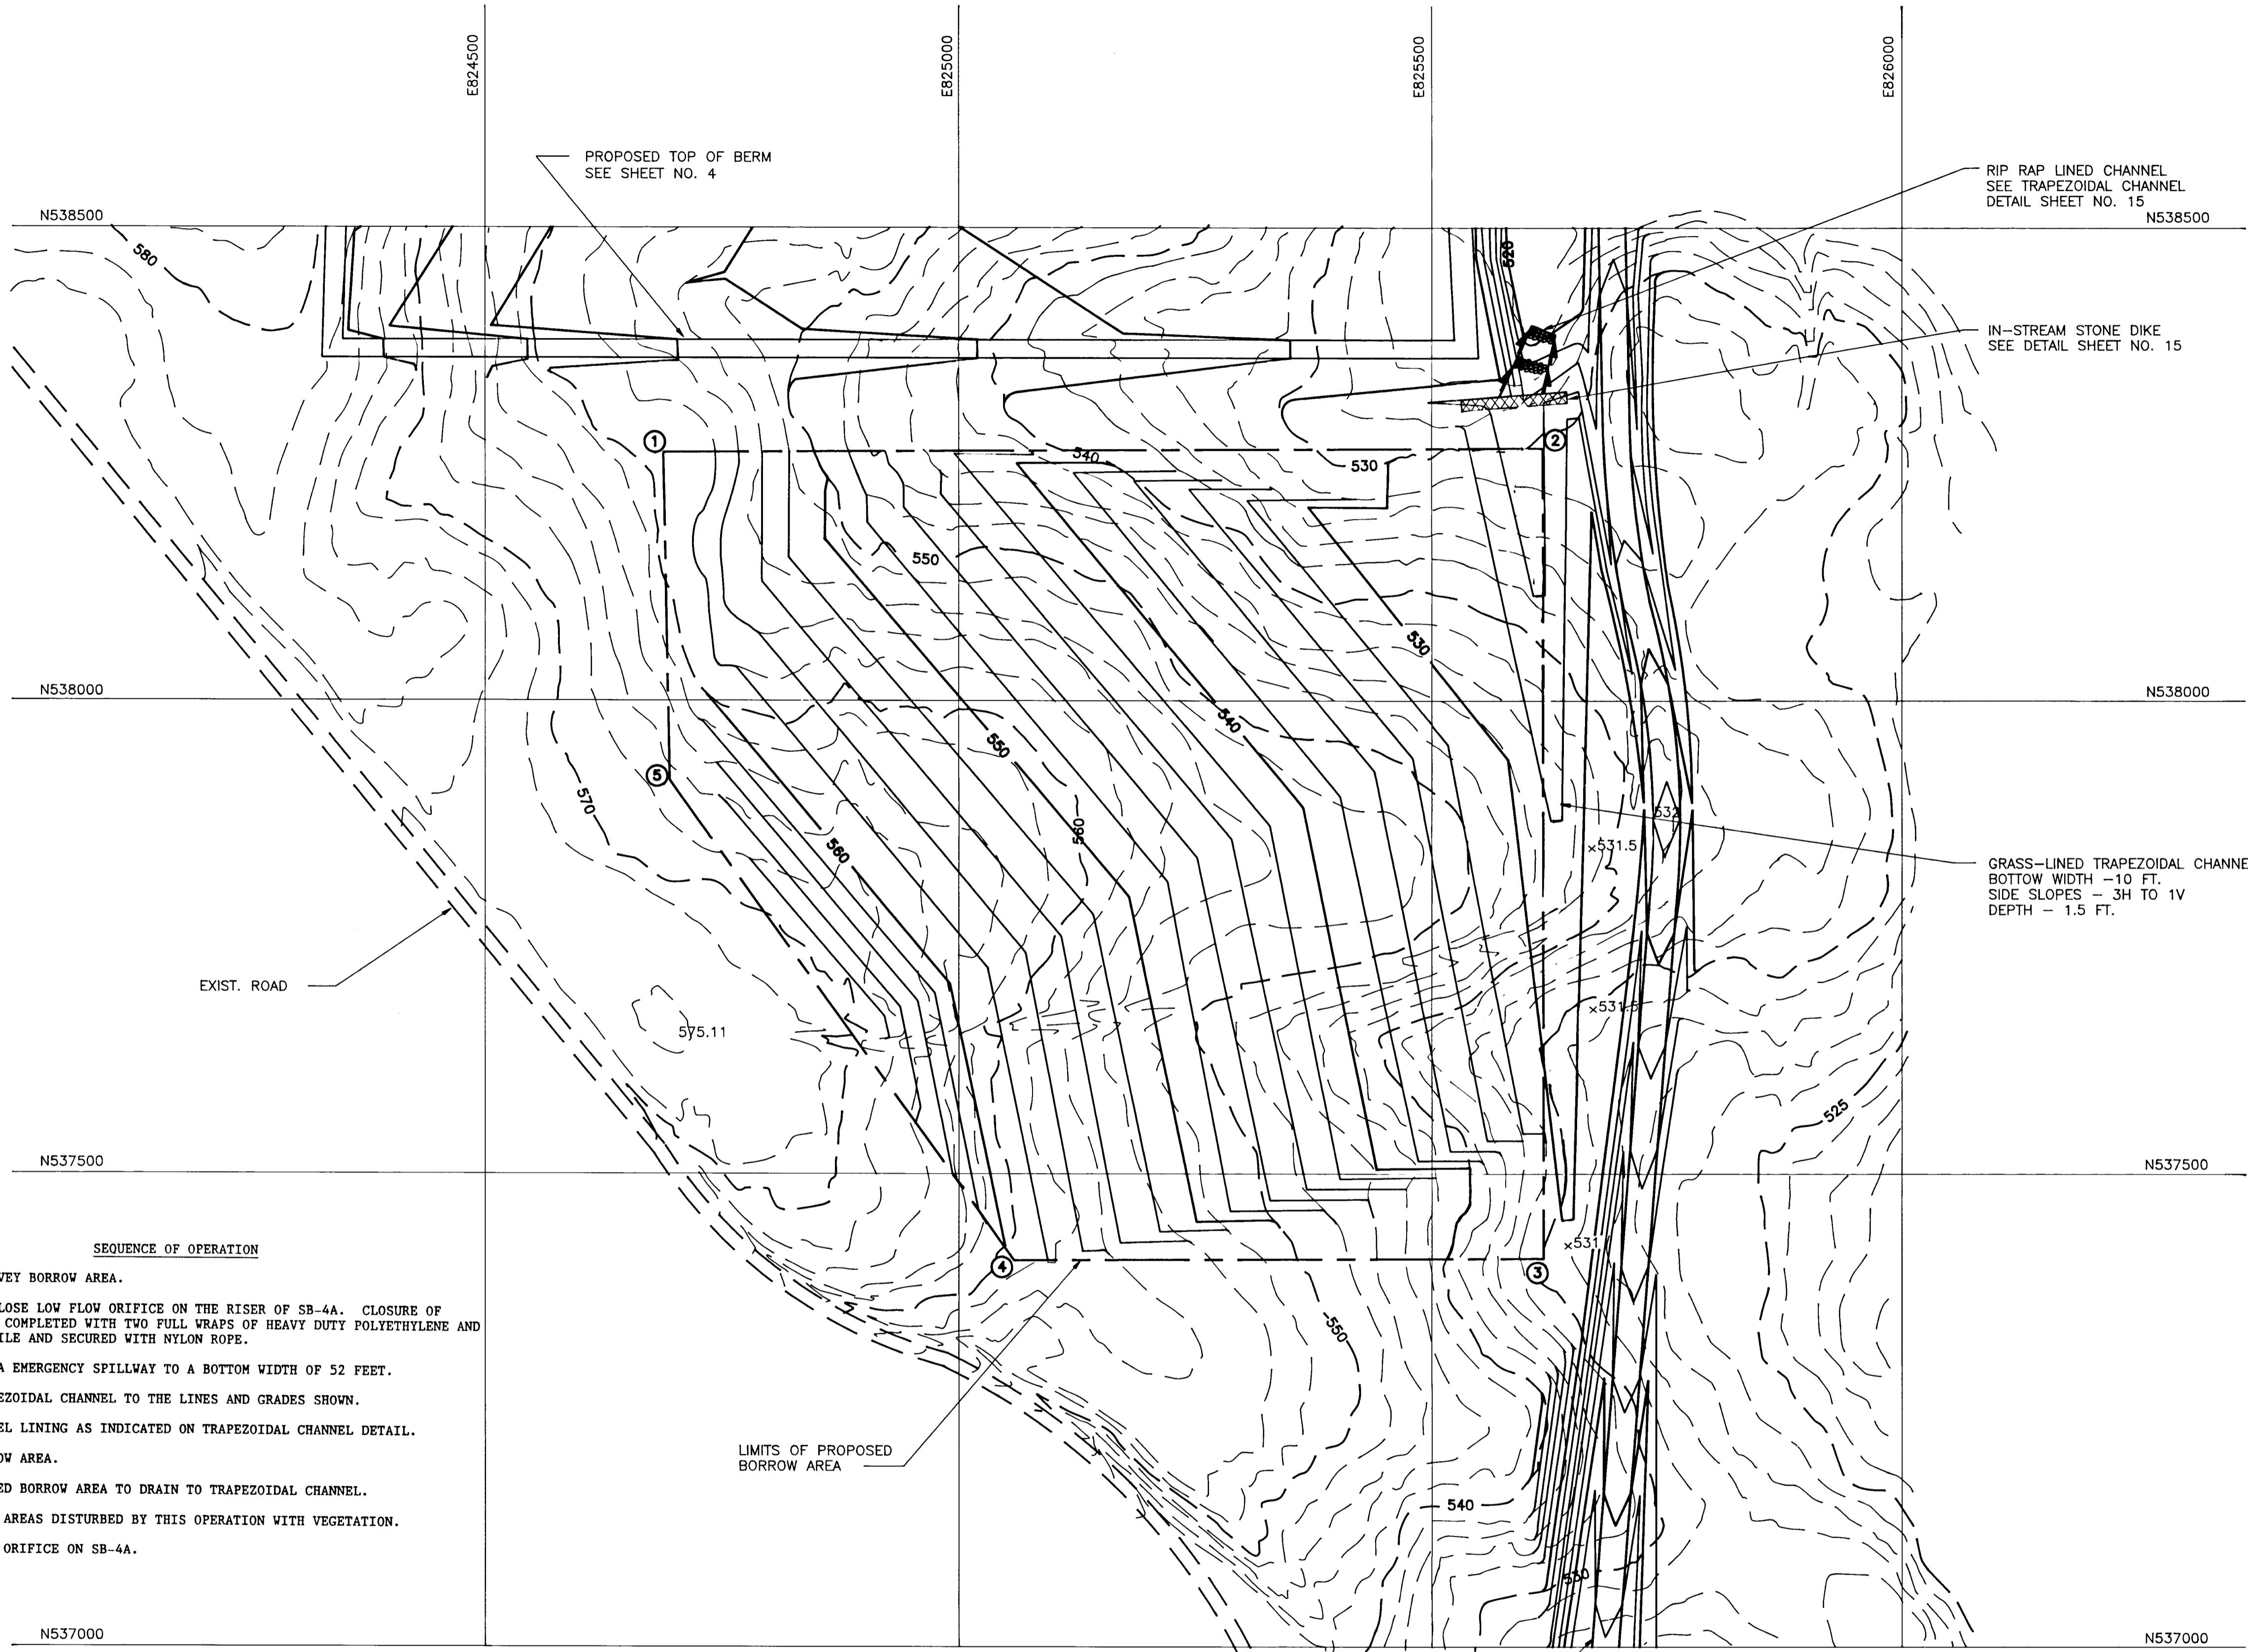 E824500
E825000
E825500
E826000
PROPOSED TOP OF BERM
SEE SHEET NO. 4
RIP RAP LINED CHANNEL
SEE TRAPEZOIDAL CHANNEL
DETAIL SHEET NO. 15
N538500
N538500
580
520
IN-STREAM STONE DIKE
SEE DETAIL SHEET NO. 15
1
2
540
530
550
530
N538000
N538000
540
550
5
570
560
560
532
×531.5
GRASS-LINED TRAPEZOIDAL CHANNE
BOTTOW WIDTH -10 FT.
SIDE SLOPES - 3H TO 1V
DEPTH - 1.5 FT.
EXIST. ROAD
×531.5
575.11
525
N537500
N537500
×531
4
3
SEQUENCE OF OPERATION
VEY BORROW AREA.
LOSE LOW FLOW ORIFICE ON THE RISER OF SB-4A. CLOSURE OF
COMPLETED WITH TWO FULL WRAPS OF HEAVY DUTY POLYETHYLENE AND
ILE AND SECURED WITH NYLON ROPE.
A EMERGENCY SPILLWAY TO A BOTTOM WIDTH OF 52 FEET.
EZOIDAL CHANNEL TO THE LINES AND GRADES SHOWN.
EL LINING AS INDICATED ON TRAPEZOIDAL CHANNEL DETAIL.
OW AREA.
ED BORROW AREA TO DRAIN TO TRAPEZOIDAL CHANNEL.
AREAS DISTURBED BY THIS OPERATION WITH VEGETATION.
ORIFICE ON SB-4A.
550
LIMITS OF PROPOSED
BORROW AREA
540
530
N537000
N537000